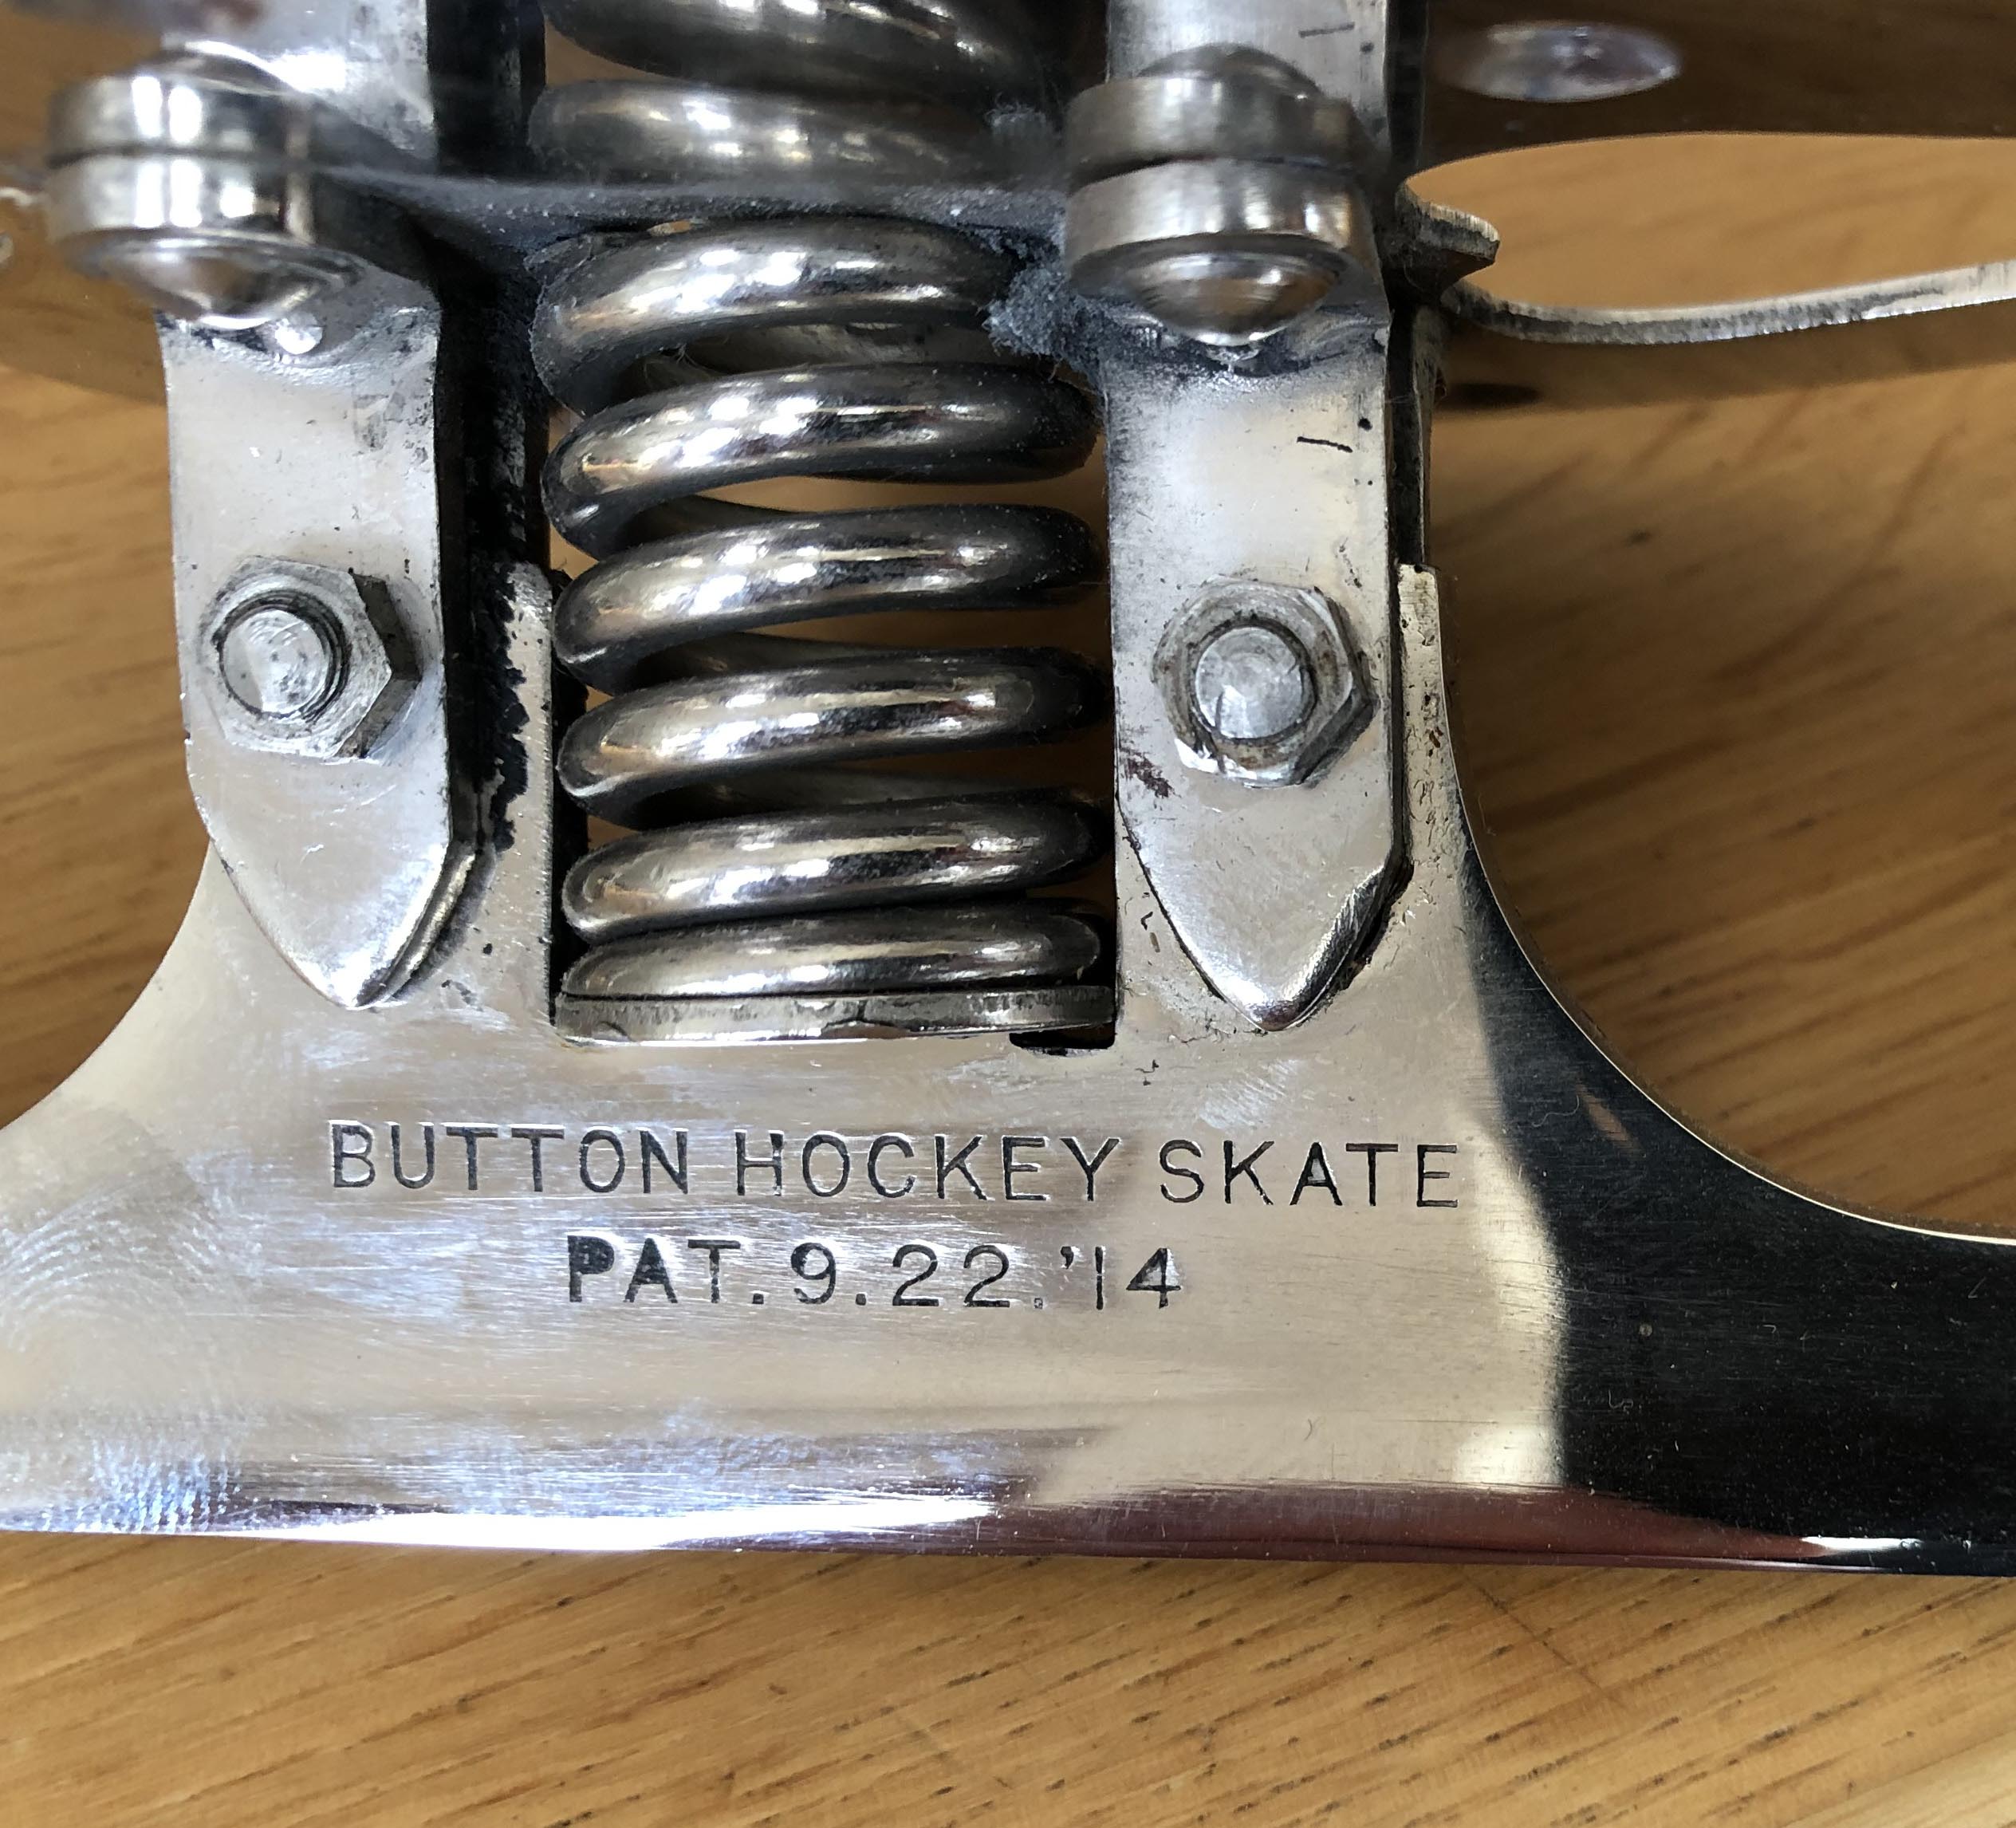 BUTTON HOCKEY SKATE
PAT. 9.22.'14